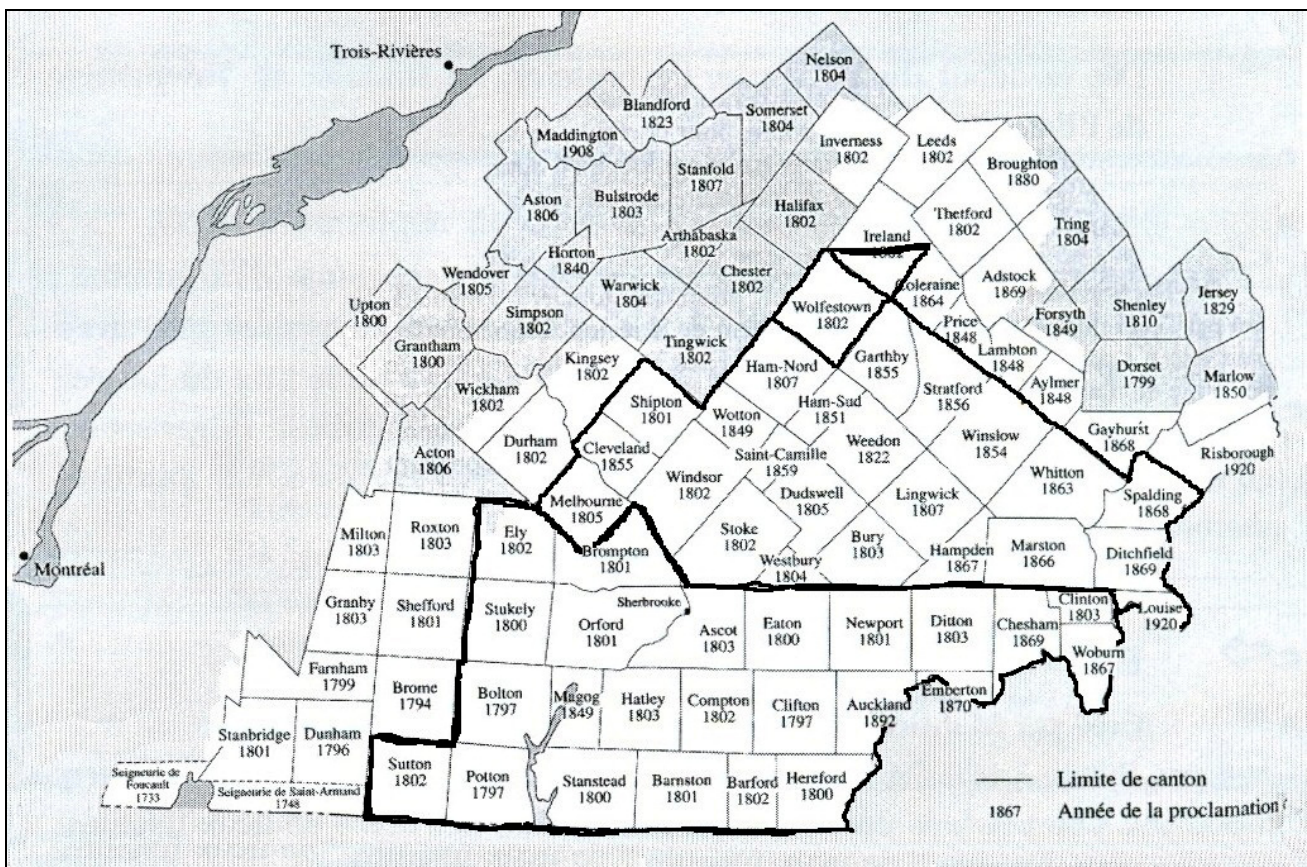 Trois-Rivières
Nelson
1804
Blandford
1823
Somerset
1804
Maddington
1908
Inverness
1802
Leeds
1802
Broughton
1880
Stanfold
1807
Aston
1806
Bulstrode
1803
Halifax
1802
Thetford
1802
Tring
1804
Arthabaska
1802
Ireland
Horton
1840
Chester
1802
Wendover
1805
Warwick
1804
Adstock
1869
Coleraine
1864
Upton
1800
Simpson
1802
Wolfestown
1802
Price
1848
Forsyth
1849
Shenley
1810
Jersey
1829
Grantham
1800
Tingwick
1802
Kingsey
1802
Ham-Nord
1807
Garthby
1855
Lambton
1848
Dorset
1799
Marlow
1850
Wickham
1802
Shipton
1801
Wotton
1849
Ham-Sud
1851
Stratford
1856
Aylmer
1848
Durham
1802
Cleveland
1855
Saint-Camille
1859
Weedon
1822
Winslow
1854
Gayhurst
1868
Risborough
1920
Acton
1806
Windsor
1802
Whitton
1863
Melbourne
1805
Dudswell
1805
Lingwick
1807
Spalding
1868
Milton
1803
Roxton
1803
Ely
1802
Stoke
1802
Bury
1803
Brompton
1801
Westbury
1804
Hampden
1867
Marston
1866
Ditchfield
1869
Montréal
Granby
1803
Shefford
1801
Stukely
1800
Sherbrooke
Orford
1801
Ascot
1803
Eaton
1800
Newport
1801
Ditton
1803
Chesham
1869
Clinton
1803
Louise
1920
Woburn
1867
Farnham
1799
Brome
1794
Bolton
1797
Magog
1849
Hatley
1803
Compton
1802
Clifton
1797
Auckland
1892
Emberton
1870
Stanbridge
1801
Dunham
1796
Sutton
1802
Potton
1797
Stanstead
1800
Barnston
1801
Barford
1802
Hereford
1800
Seigneurie de
Foucault
1733
Seigneurie de Saint-Armand
1748
Limite de canton
1867 Année de la proclamation